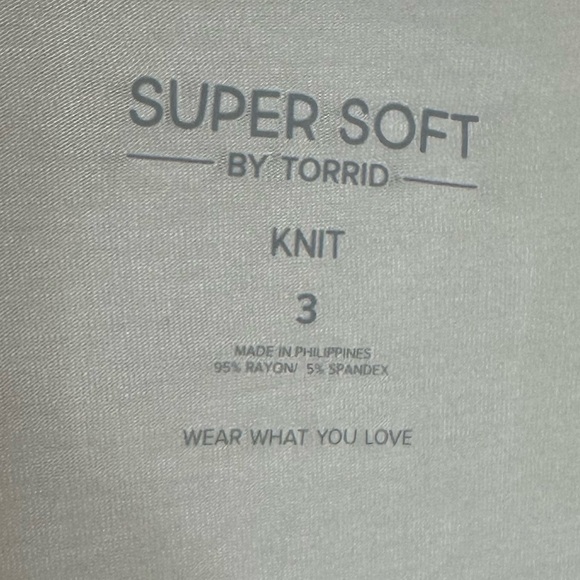 SUPER SOFT
BY TORRID
KNIT
3
MADE IN PHILIPPINES
95% RAYON/ 5% SPANDEX
WEAR WHAT YOU LOVE